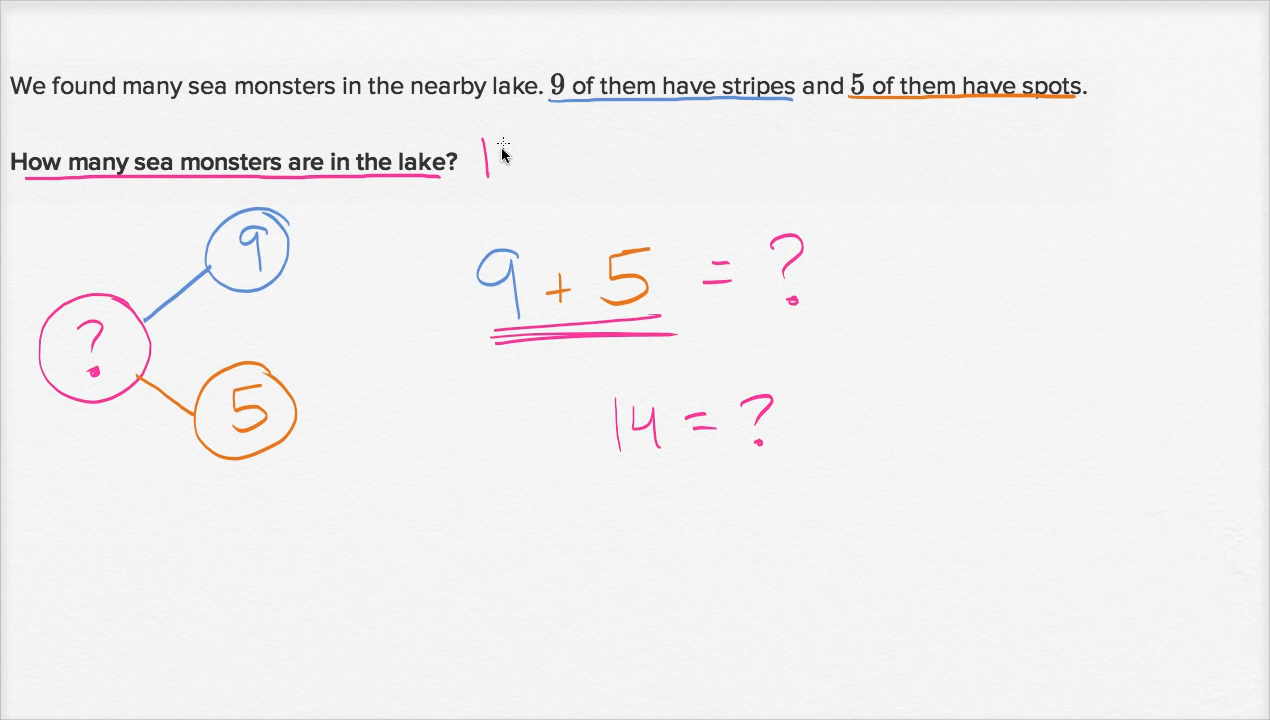 We found many sea monsters in the nearby lake. 9 of them have stripes and 5 of them have spots.
How many sea monsters are in the lake? 1
9
9 + 5 = ?
?
5
14 = ?